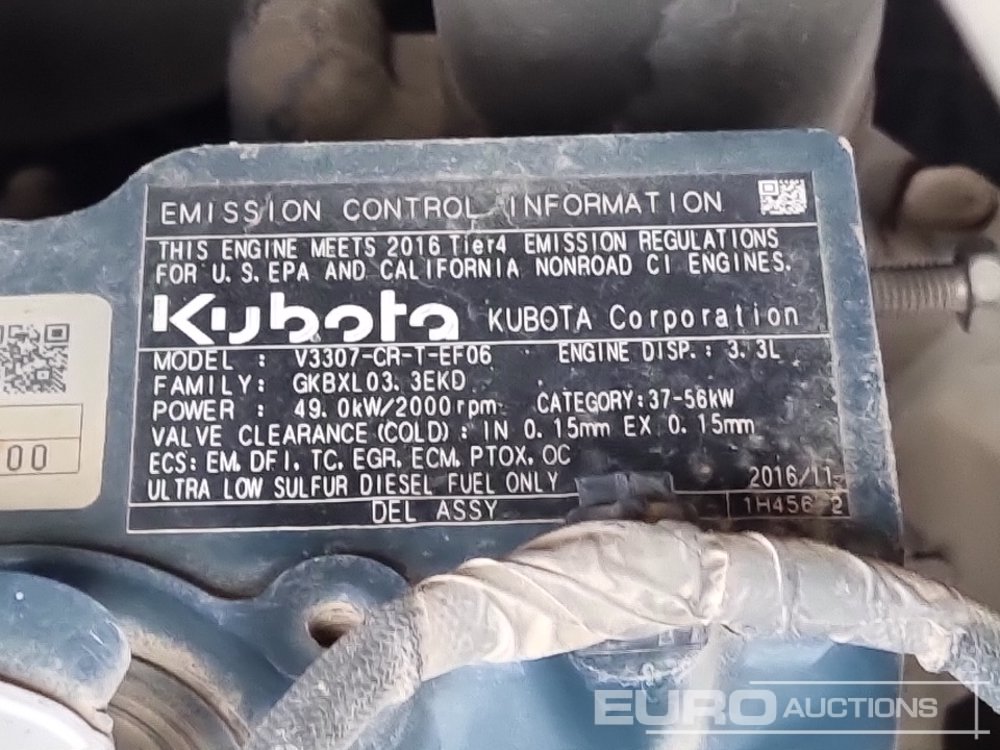 EMISSION CONTROL INFORMATION
THIS ENGINE MEETS 2016 Tier4 EMISSION REGULATIONS
FOR U.S.EPA AND CALIFORNIA NONROAD CI ENGINES.
Kubota KUBOTA Corporation
MODEL : V3307-CR-T-EF06 ENGINE DISP.: 3.3L
FAMILY: GKBXL03.3EKD
POWER : 49.0kW/2000rpm CATEGORY:37-56kW
VALVE CLEARANCE(COLD): IN 0.15mm EX 0.15mm
ECS: EM, DFI, TC, EGR, ECM, PTOX, OC
ULTRA LOW SULFUR DIESEL FUEL ONLY 2016/11
DEL ASSY
00
EURO AUCTIONS